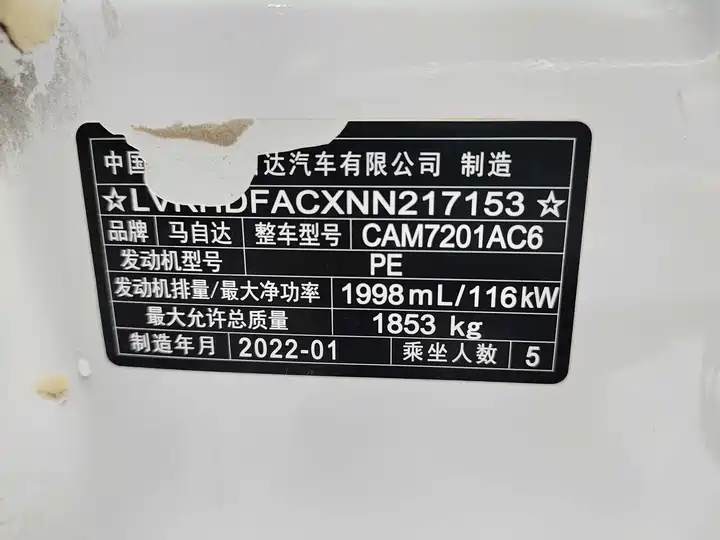 中国 达汽车有限公司 制造
☆LVRHDFACXNN217153☆
品牌 马自达 整车型号 CAM7201AC6
发动机型号 PE
发动机排量/最大净功率 1998mL/116kW
最大允许总质量 1853 kg
制造年月 2022-01 乘坐人数 5